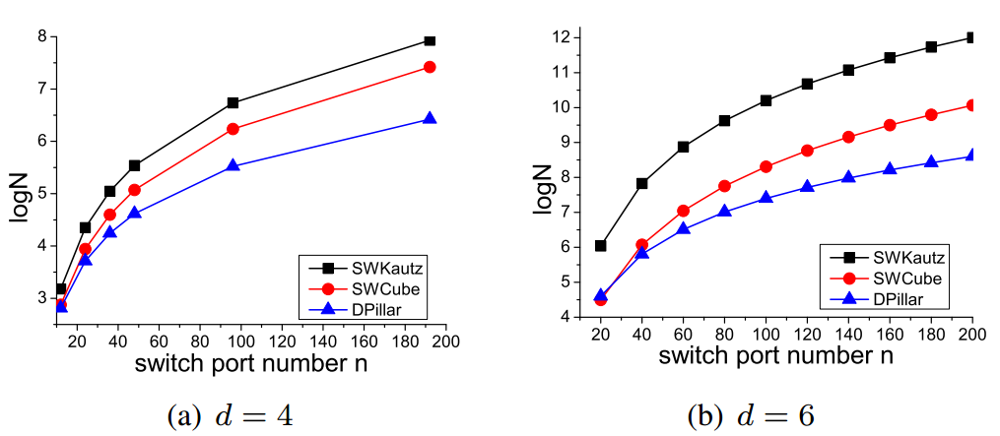 8
7
6
5
4
3
logN
20 40 60 80 100 120 140 160 180 200
switch port number n
SWKautz
SWCube
DPillar
(a) d = 4
12
11
10
9
8
7
6
5
4
logN
20 40 60 80 100 120 140 160 180 200
switch port number n
SWKautz
SWCube
DPillar
(b) d = 6